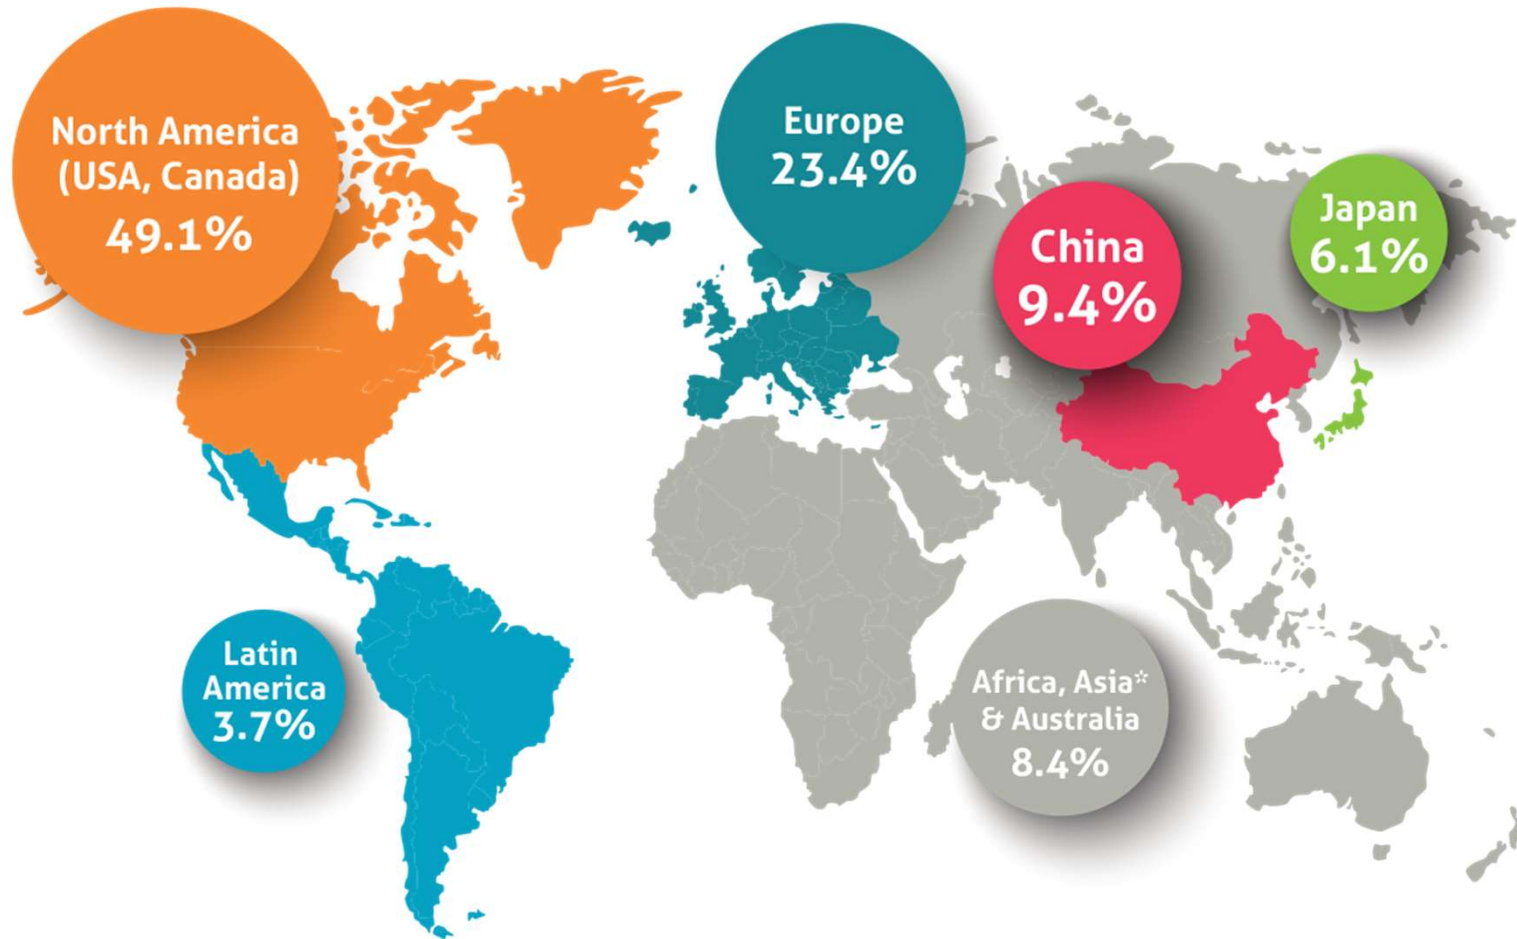 North America
(USA, Canada)
49.1%
Europe
23.4%
China
9.4%
Japan
6.1%
Latin
America
3.7%
Africa, Asia*
& Australia
8.4%